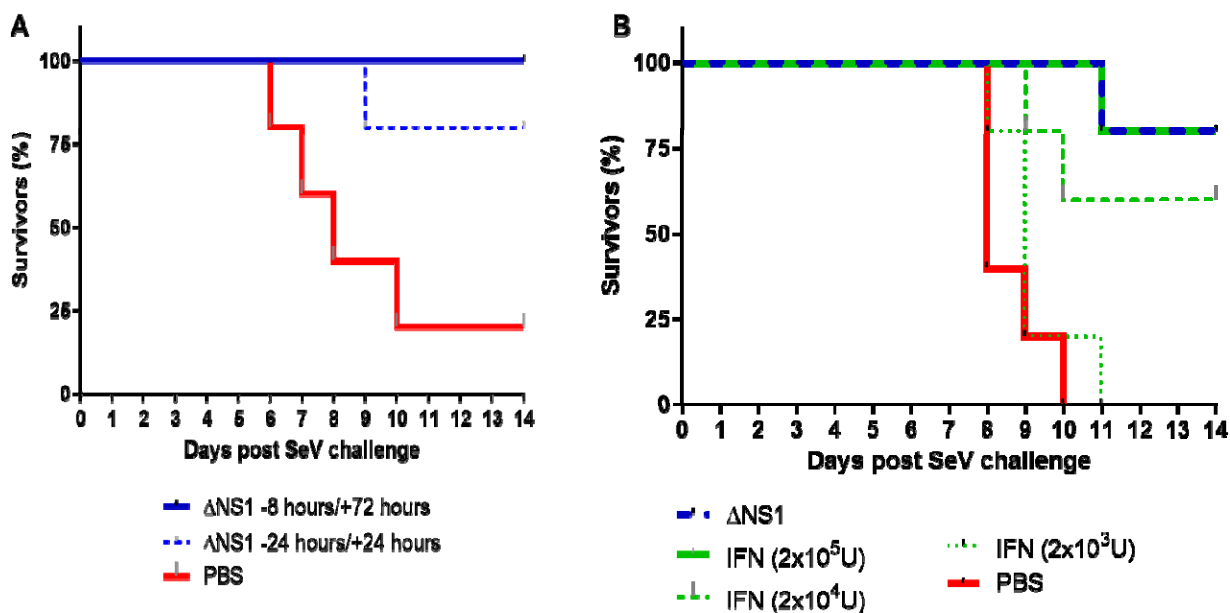 A
Survivors (%)
100
75
50
25
0
0 1 2 3 4 5 6 7 8 9 10 11 12 13 14
Days post SeV challenge
ΔNS1 -8 hours/+72 hours
ΔNS1 -24 hours/+24 hours
PBS
B
Survivors (%)
100
75
50
25
0
0 1 2 3 4 5 6 7 8 9 10 11 12 13 14
Days post SeV challenge
ΔNS1
IFN (2x10⁵U)
IFN (2x10⁴U)
IFN (2x10³U)
PBS